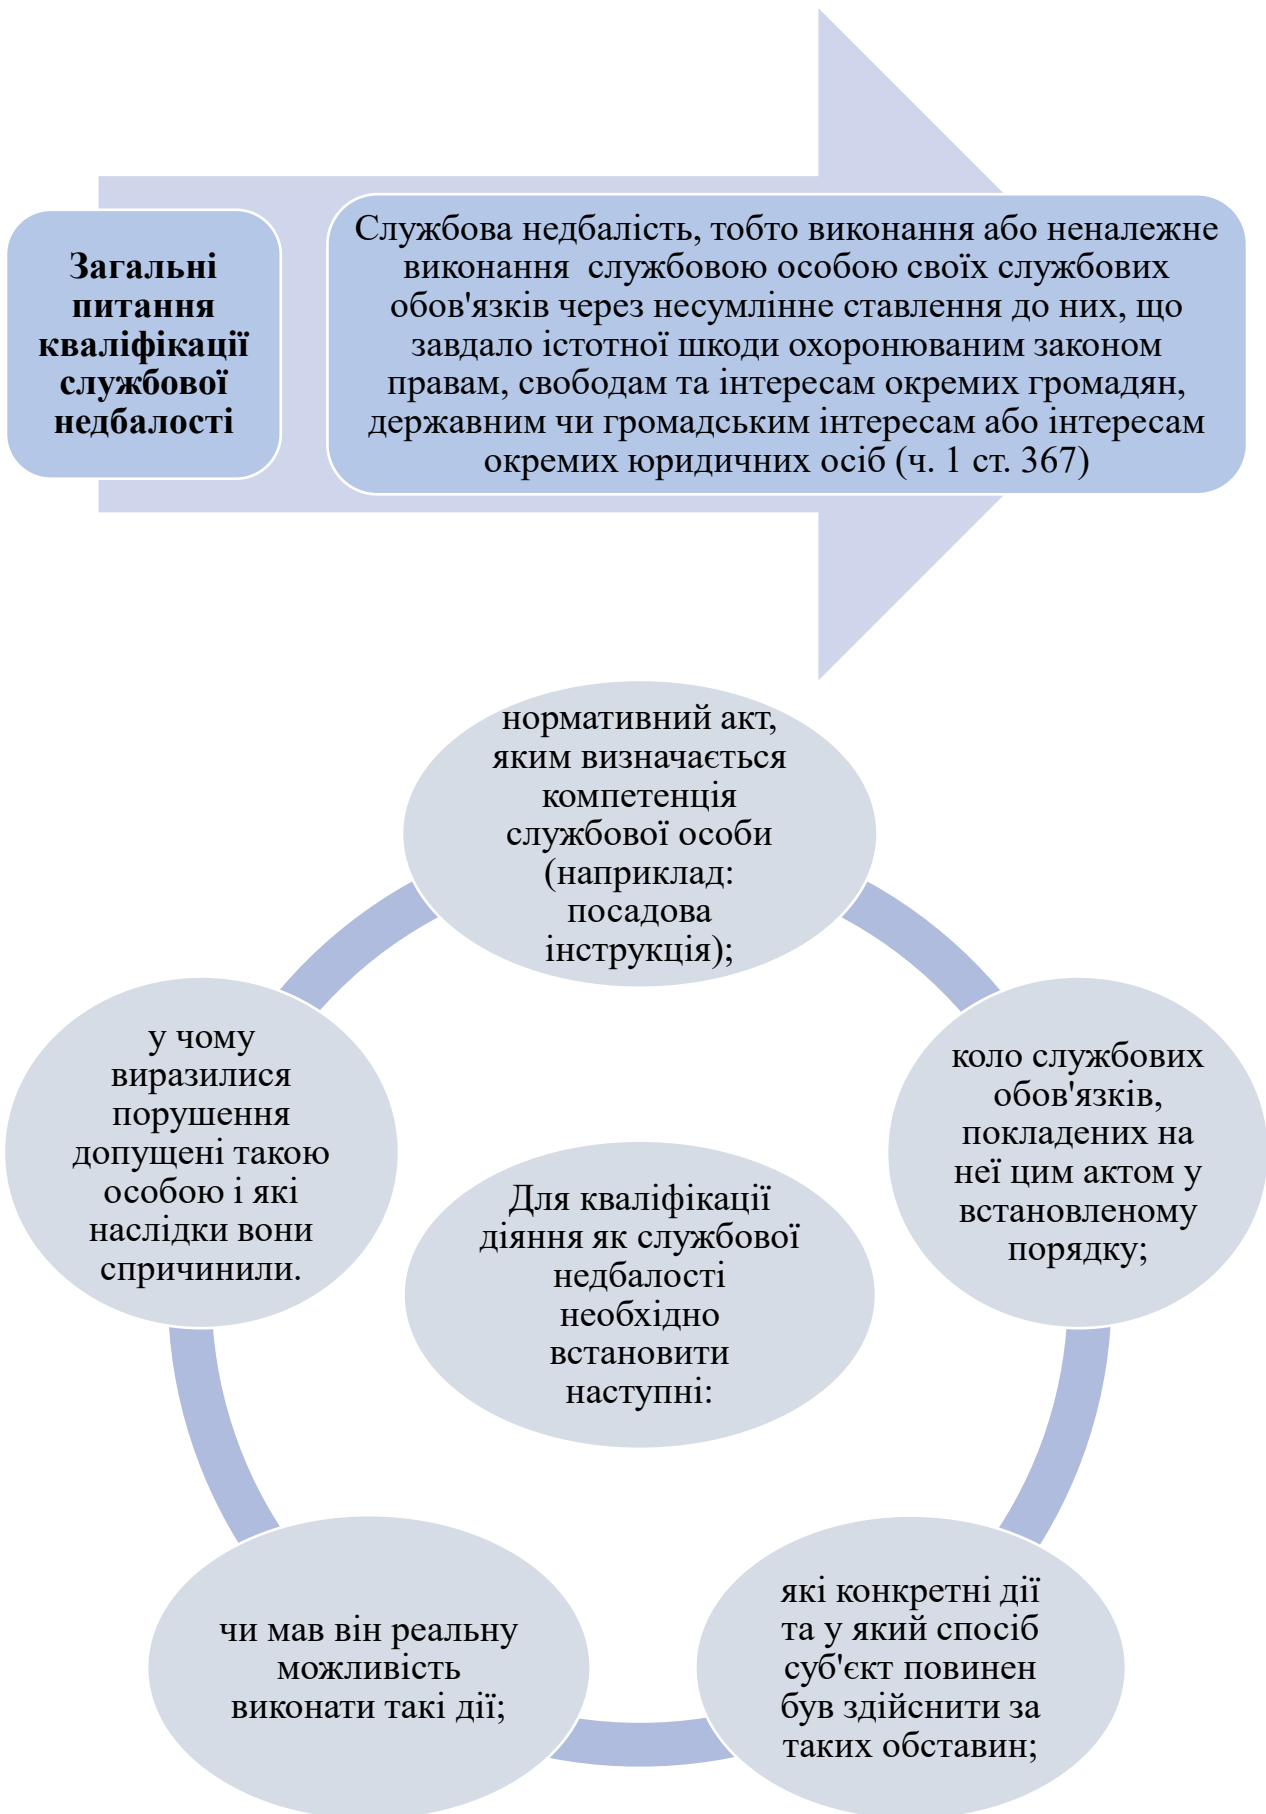 Загальні
питання
кваліфікації
службової
недбалості
Службова недбалість, тобто виконання або неналежне
виконання службовою особою своїх службових
обов'язків через несумлінне ставлення до них, що
завдало істотної шкоди охоронюваним законом
правам, свободам та інтересам окремих громадян,
державним чи громадським інтересам або інтересам
окремих юридичних осіб (ч. 1 ст. 367)
нормативний акт,
яким визначається
компетенція
службової особи
(наприклад:
посадова
інструкція);
коло службових
обов'язків,
покладених на
неї цим актом у
встановленому
порядку;
які конкретні дії
та у який спосіб
суб'єкт повинен
був здійснити за
таких обставин;
чи мав він реальну
можливість
виконати такі дії;
у чому
виразилися
порушення
допущені такою
особою і які
наслідки вони
спричинили.
Для кваліфікації
діяння як службової
недбалості
необхідно
встановити
наступні: